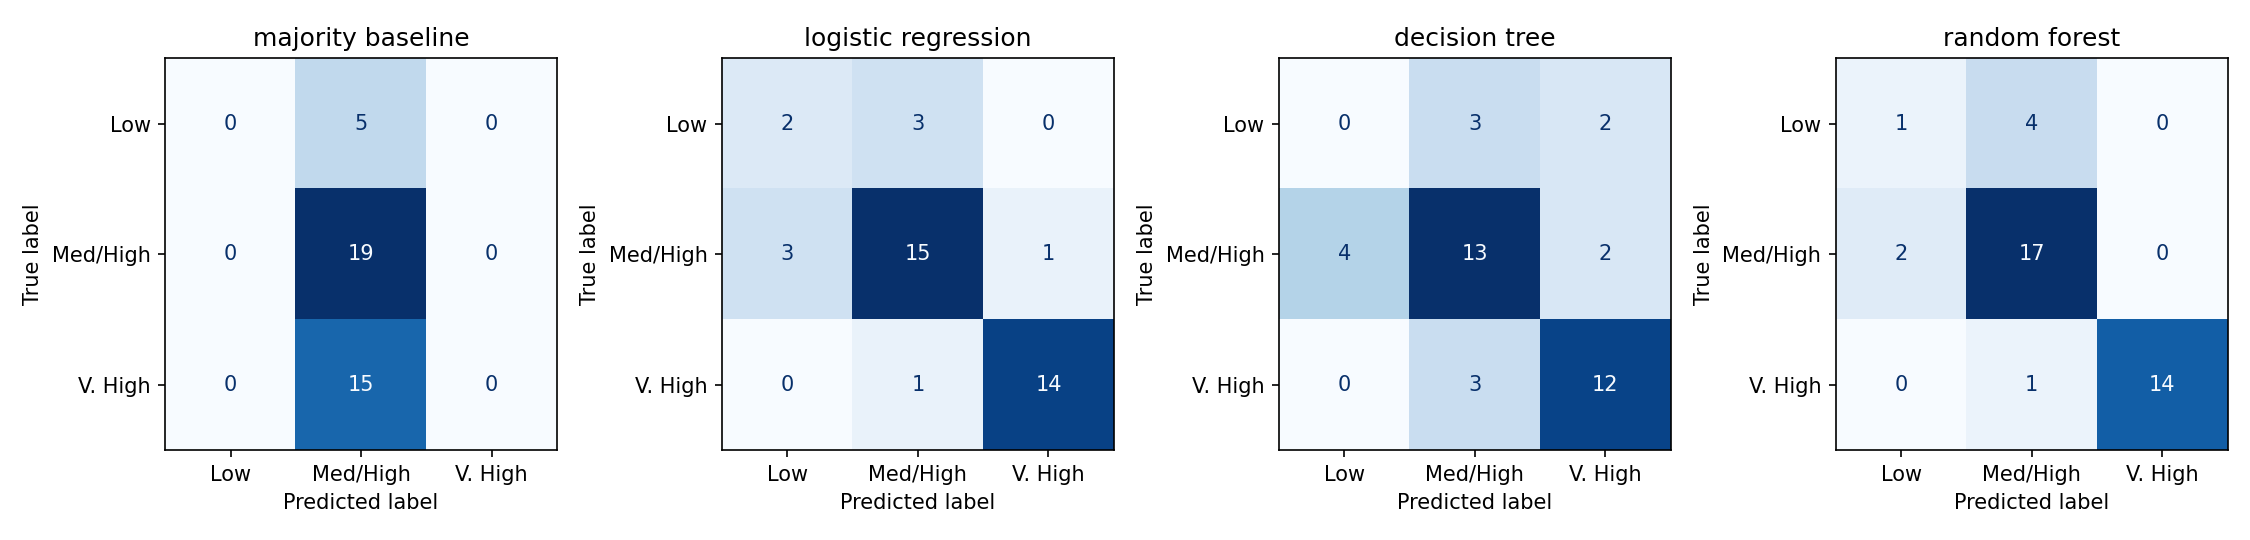 majority baseline
True label
Low
0
5
0
Med/High
0
19
0
V. High
0
15
0
Low
Med/High
V. High
Predicted label
logistic regression
True label
Low
2
3
0
Med/High
3
15
1
V. High
0
1
14
Low
Med/High
V. High
Predicted label
decision tree
True label
Low
0
3
2
Med/High
4
13
2
V. High
0
3
12
Low
Med/High
V. High
Predicted label
random forest
True label
Low
1
4
0
Med/High
2
17
0
V. High
0
1
14
Low
Med/High
V. High
Predicted label